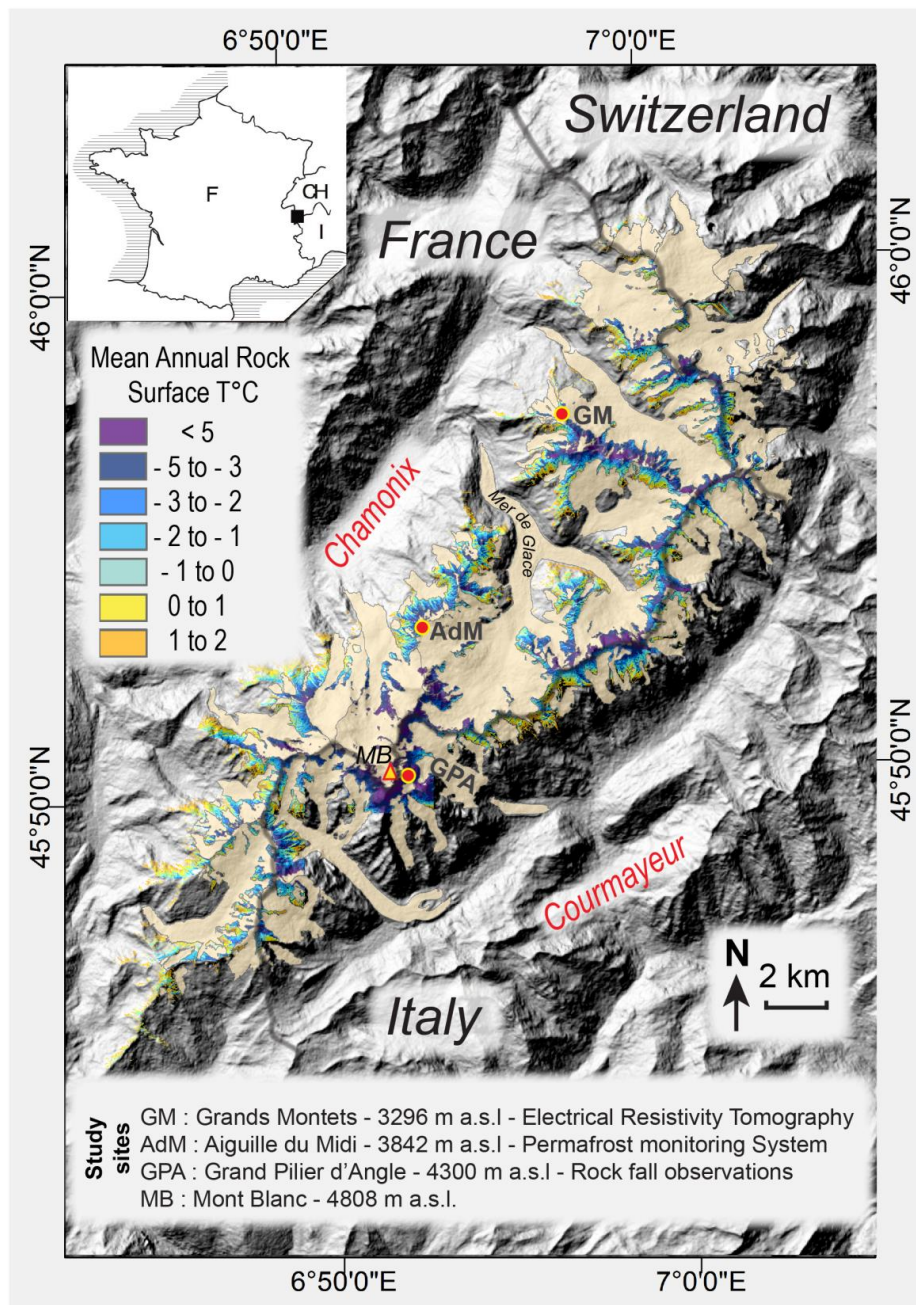 6°50'0"E
7°0'0"E
Switzerland
F
CH
I
France
46°0'0"N
46°0'0"N
Mean Annual Rock
Surface T°C
< 5
- 5 to - 3
- 3 to - 2
- 2 to - 1
- 1 to 0
0 to 1
1 to 2
GM
Chamonix
Mer de Glace
AdM
MB
GPA
45°50'0"N
45°50'0"N
Courmayeur
N
2 km
Italy
Study
sites
GM : Grands Montets - 3296 m a.s.l - Electrical Resistivity Tomography
AdM : Aiguille du Midi - 3842 m a.s.l - Permafrost monitoring System
GPA : Grand Pilier d'Angle - 4300 m a.s.l - Rock fall observations
MB : Mont Blanc - 4808 m a.s.l.
6°50'0"E
7°0'0"E